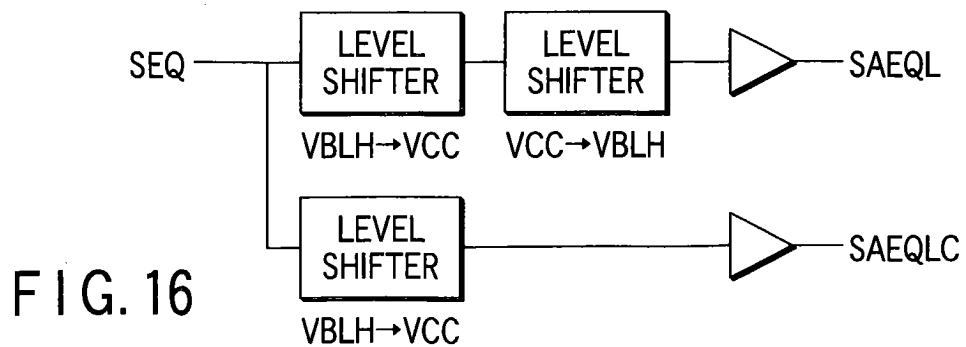 SEQ
LEVEL
SHIFTER
VBLH→VCC
LEVEL
SHIFTER
VCC→VBLH
SAEQL
LEVEL
SHIFTER
VBLH→VCC
SAEQLC
FIG. 16